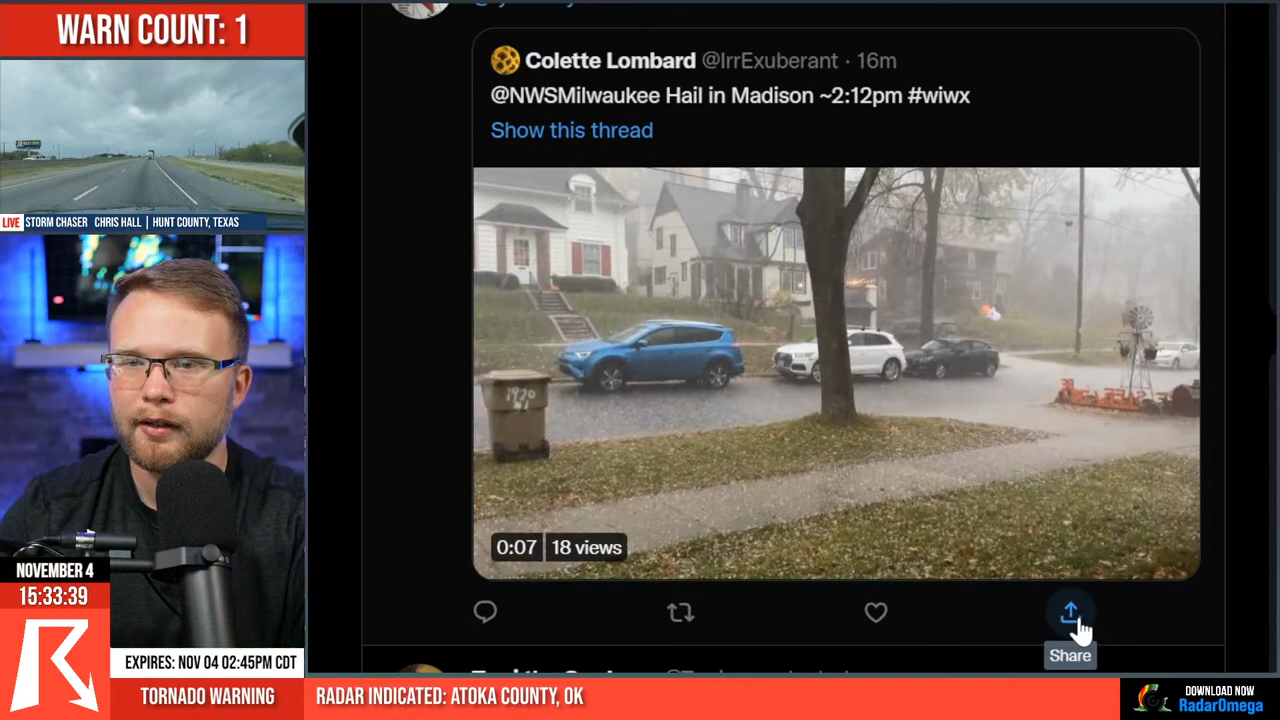 WARN COUNT: 1
LIVE STORM CHASER CHRIS HALL | HUNT COUNTY, TEXAS
NOVEMBER 4
15:33:39
EXPIRES: NOV 04 02:45PM CDT
TORNADO WARNING
RADAR INDICATED: ATOKA COUNTY, OK
DOWNLOAD NOW
RadarOmega
Colette Lombard @IrrExuberant · 16m
@NWSMilwaukee Hail in Madison ~2:12pm #wiwx
Show this thread
1920
0:07 18 views
Share